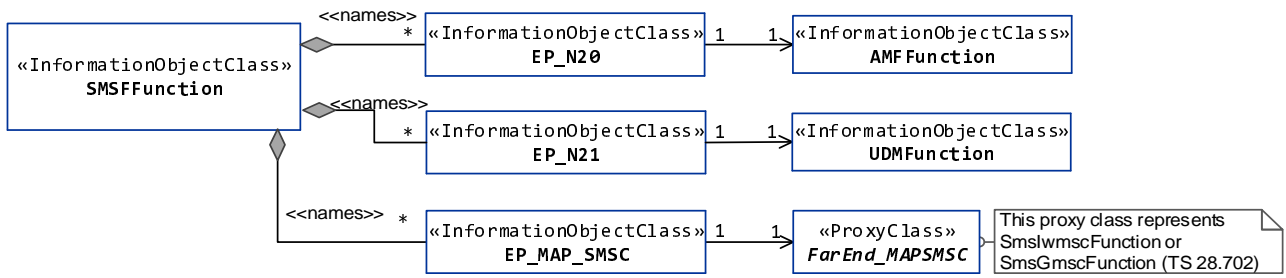 <<names>>
«InformationObjectClass»
SMSFFunction
*
«InformationObjectClass»
EP_N20
1
1
«InformationObjectClass»
AMFFunction
<<names>>
*
«InformationObjectClass»
EP_N21
1
1
«InformationObjectClass»
UDMFunction
<<names>>
*
«InformationObjectClass»
EP_MAP_SMSC
1
1
«ProxyClass»
FarEnd_MAPSMSC
This proxy class represents
SmsIwmscFunction or
SmsGmscFunction (TS 28.702)